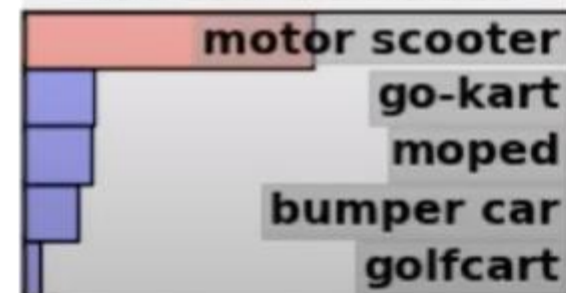 motor scooter
go-kart
moped
bumper car
golfcart